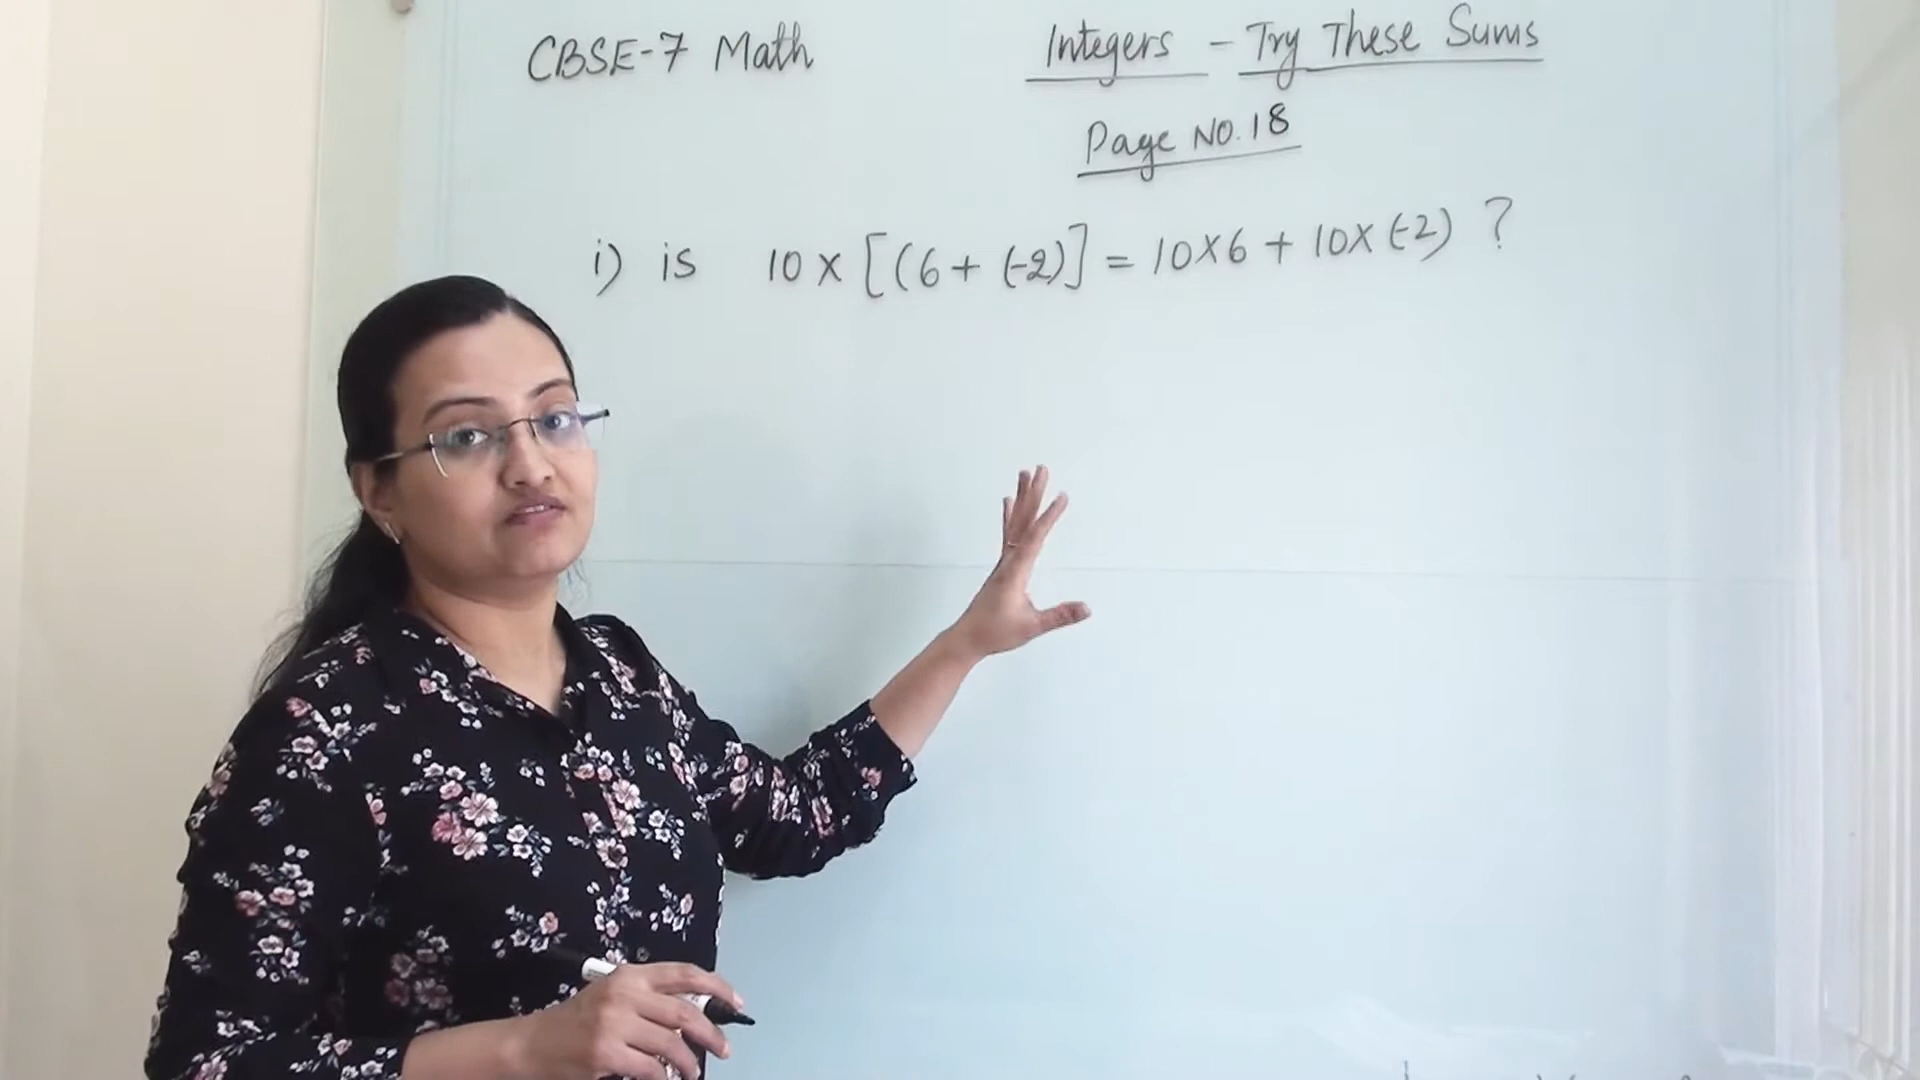 CBSE-7 Math
Integers - Try These Sums
Page No.18
i) is 10 x [(6 + (-2)] = 10x6 + 10x(-2) ?